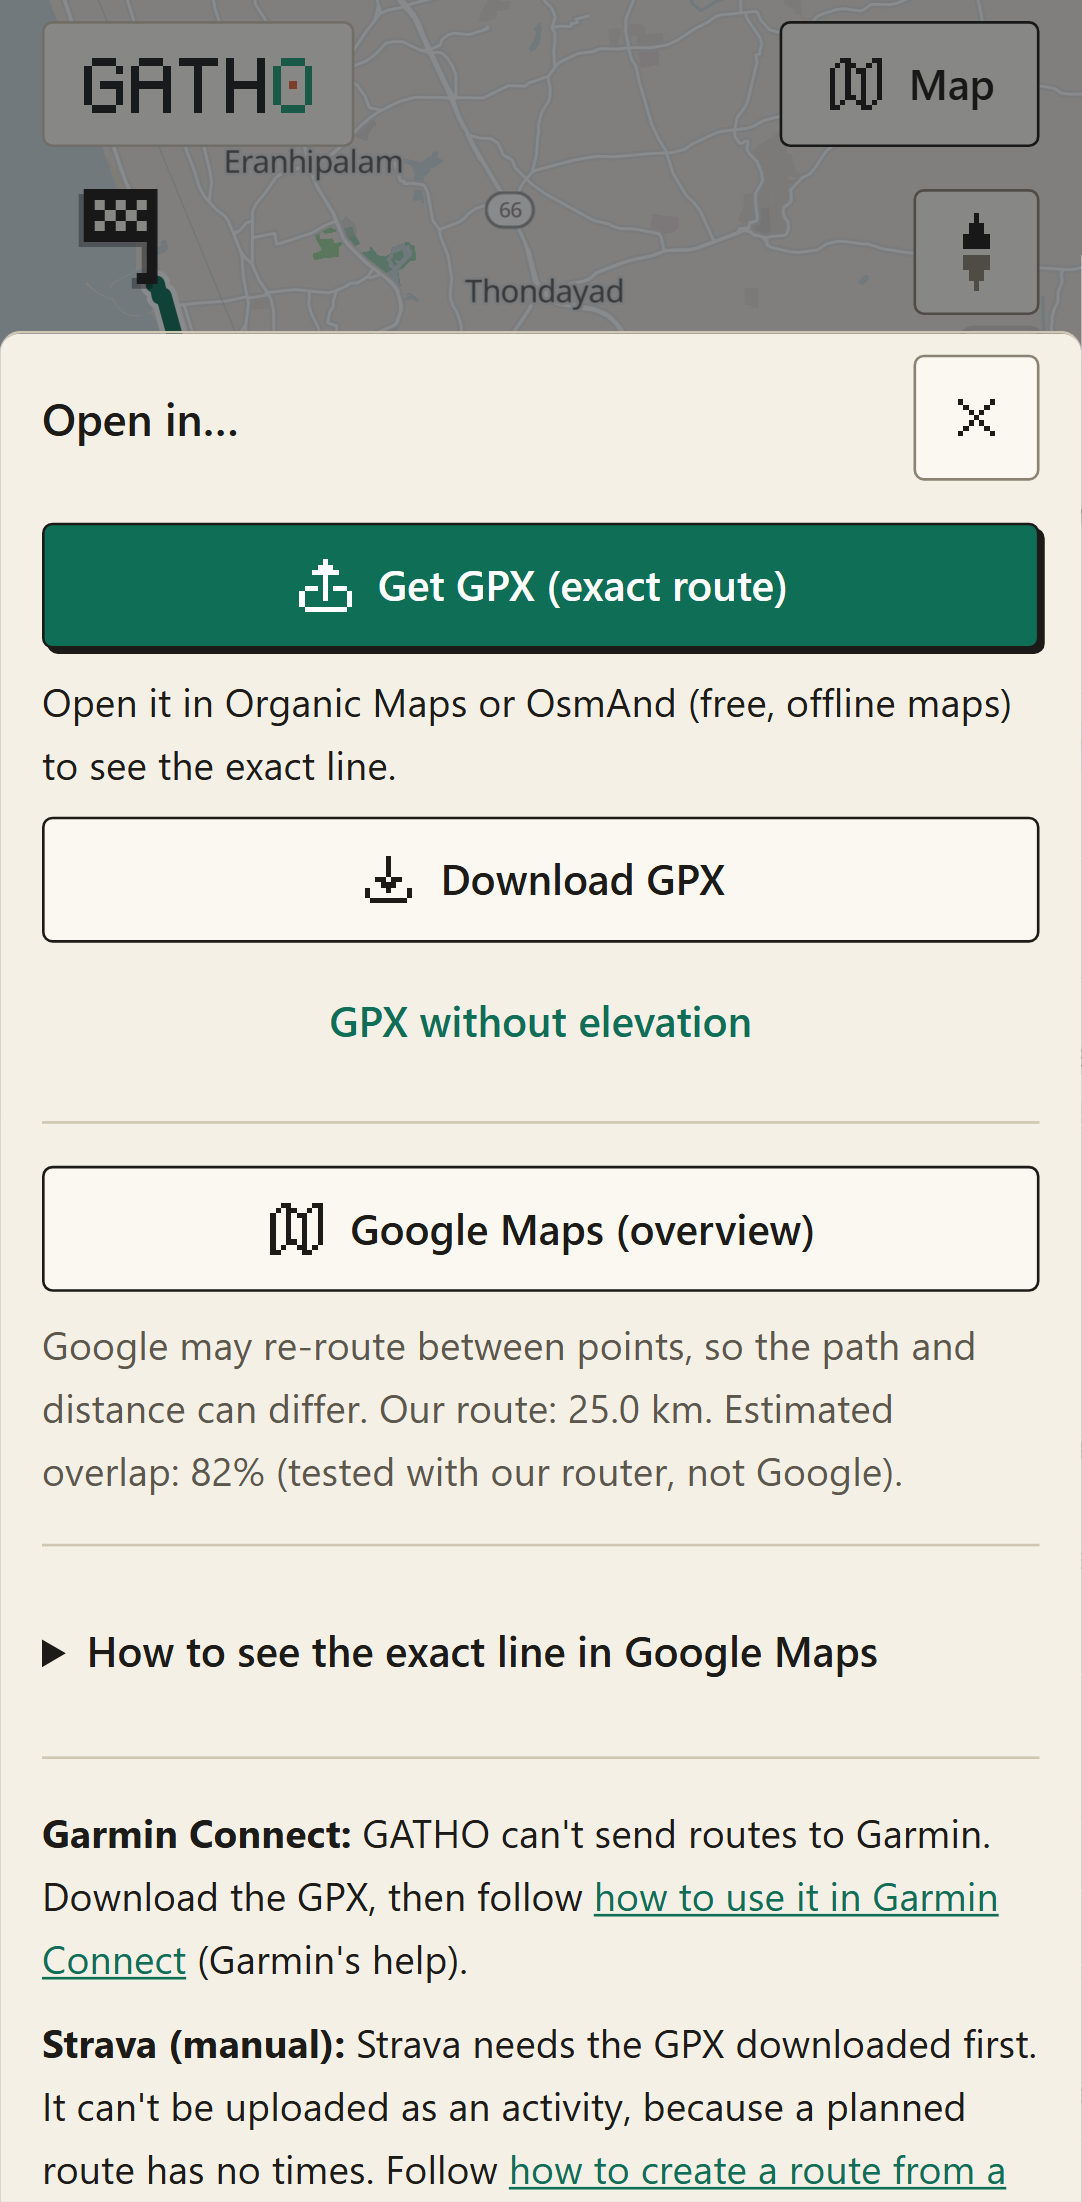 GATHO
Map
Eranhipalam
66
Thondayad
Open in...
Get GPX (exact route)
Open it in Organic Maps or OsmAnd (free, offline maps)
to see the exact line.
Download GPX
GPX without elevation
Google Maps (overview)
Google may re-route between points, so the path and
distance can differ. Our route: 25.0 km. Estimated
overlap: 82% (tested with our router, not Google).
How to see the exact line in Google Maps
Garmin Connect: GATHO can't send routes to Garmin.
Download the GPX, then follow how to use it in Garmin
Connect (Garmin's help).
Strava (manual): Strava needs the GPX downloaded first.
It can't be uploaded as an activity, because a planned
route has no times. Follow how to create a route from a